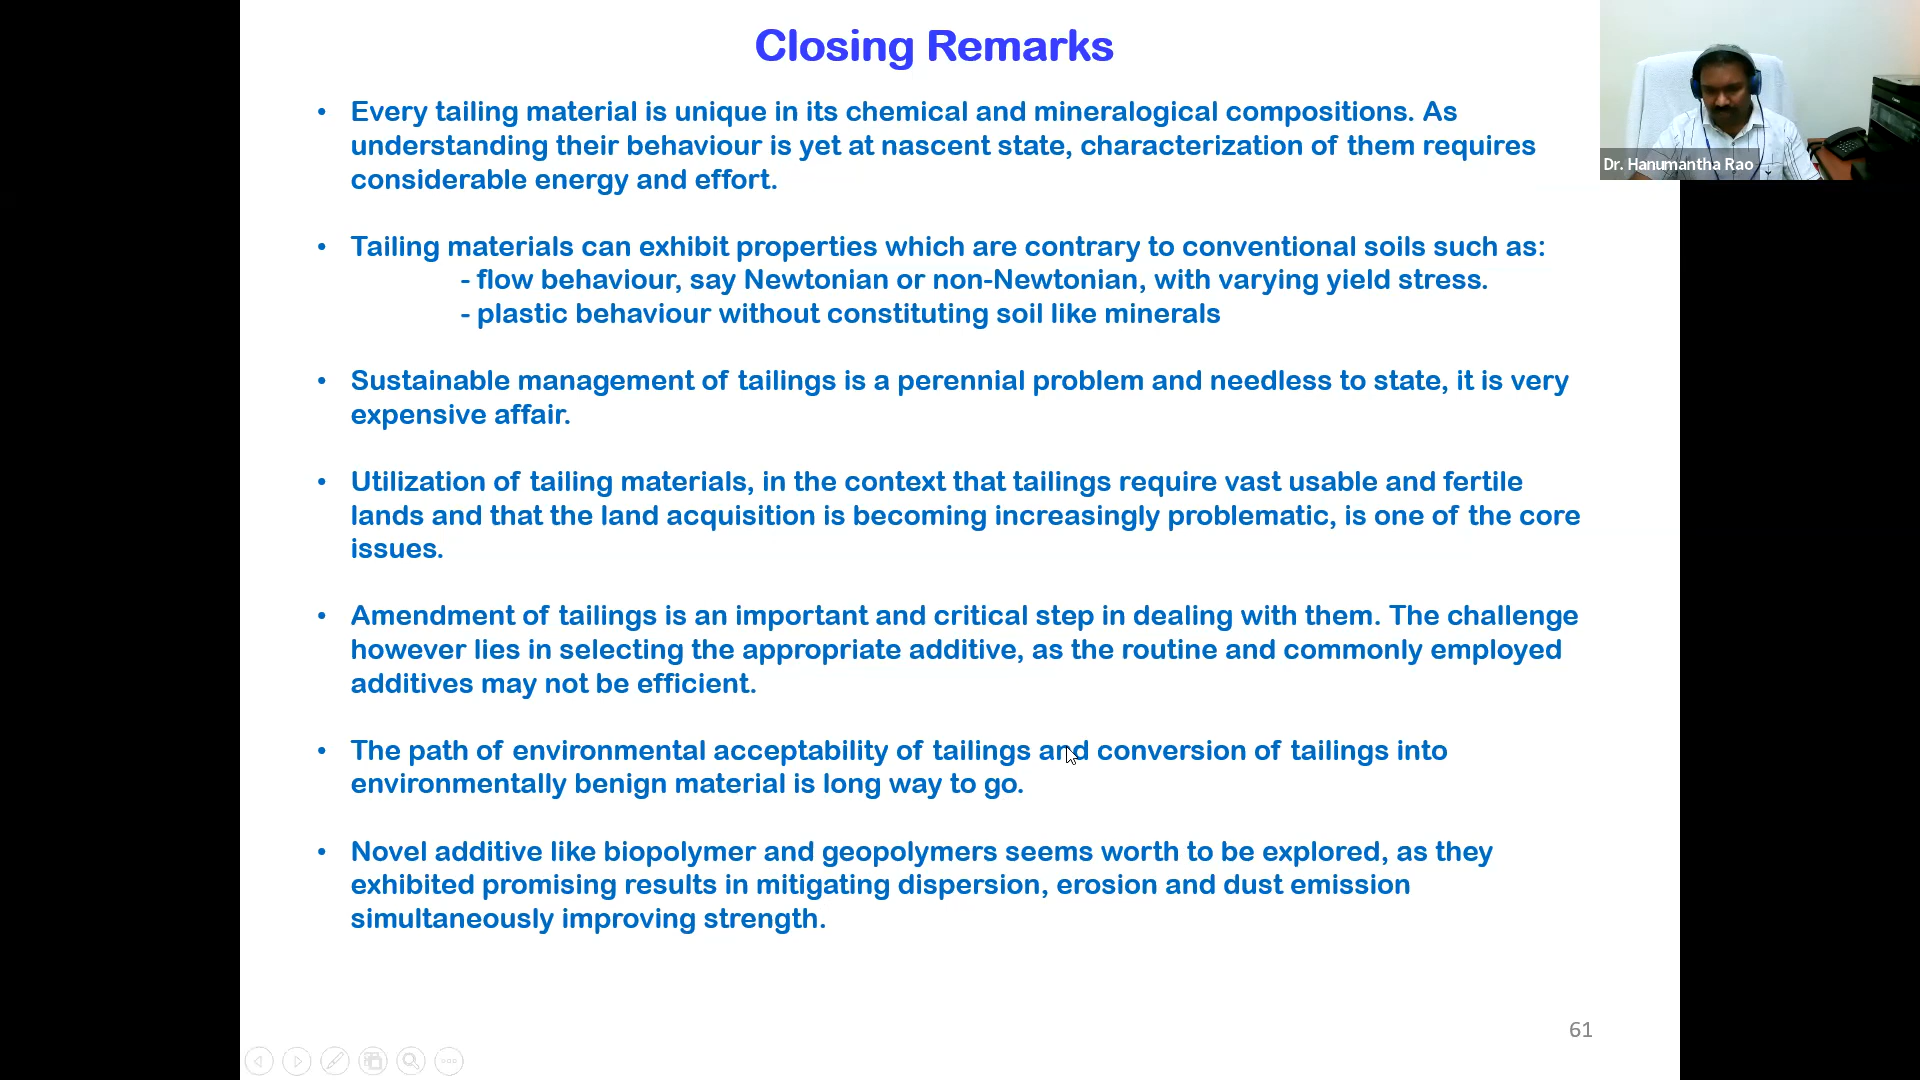 Closing Remarks
• Every tailing material is unique in its chemical and mineralogical compositions. As
understanding their behaviour is yet at nascent state, characterization of them requires
considerable energy and effort.
• Tailing materials can exhibit properties which are contrary to conventional soils such as:
- flow behaviour, say Newtonian or non-Newtonian, with varying yield stress.
- plastic behaviour without constituting soil like minerals
• Sustainable management of tailings is a perennial problem and needless to state, it is very
expensive affair.
• Utilization of tailing materials, in the context that tailings require vast usable and fertile
lands and that the land acquisition is becoming increasingly problematic, is one of the core
issues.
• Amendment of tailings is an important and critical step in dealing with them. The challenge
however lies in selecting the appropriate additive, as the routine and commonly employed
additives may not be efficient.
• The path of environmental acceptability of tailings and conversion of tailings into
environmentally benign material is long way to go.
• Novel additive like biopolymer and geopolymers seems worth to be explored, as they
exhibited promising results in mitigating dispersion, erosion and dust emission
simultaneously improving strength.
61
Dr. Hanumantha Rao